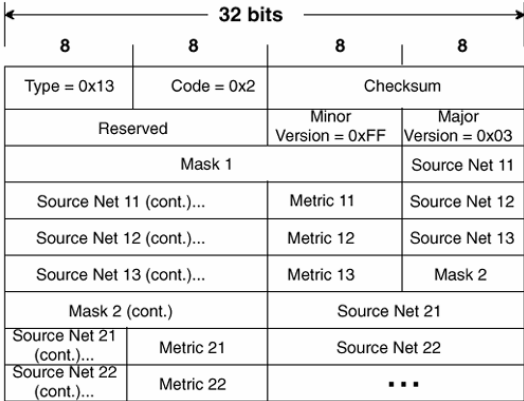 32 bits
8 8 8 8
Type = 0x13 Code = 0x2 Checksum
Reserved Minor Version = 0xFF Major Version = 0x03
Mask 1 Source Net 11
Source Net 11 (cont.)... Metric 11 Source Net 12
Source Net 12 (cont.)... Metric 12 Source Net 13
Source Net 13 (cont.)... Metric 13 Mask 2
Mask 2 (cont.) Source Net 21
Source Net 21 (cont.)... Metric 21 Source Net 22
Source Net 22 (cont.)... Metric 22 ...